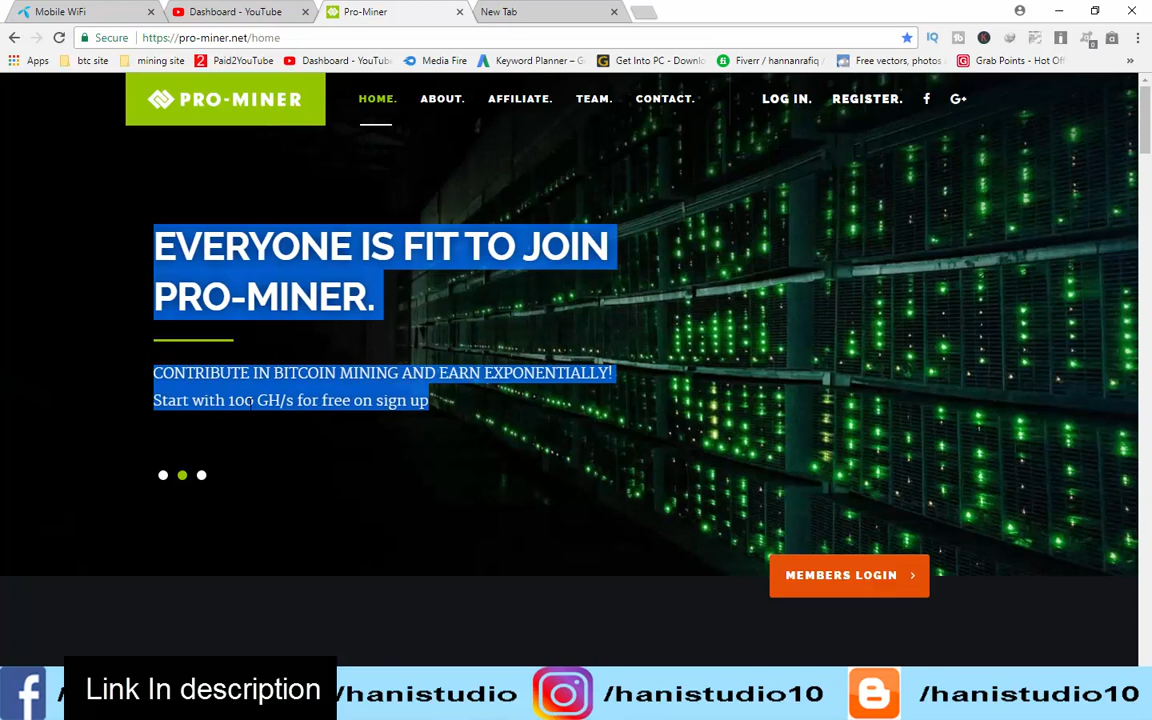 Mobile WiFi
Dashboard - YouTube
Pro-Miner
New Tab
Secure
https://pro-miner.net/home
Apps
btc site
mining site
Paid2YouTube
Dashboard - YouTu
Media Fire
Keyword Planner –
Get Into PC - Downl
Fiverr / hannanrafiq
Free vectors, photos
Grab Points - Hot Of
PRO-MINER
HOME.
ABOUT.
AFFILIATE.
TEAM.
CONTACT.
LOG IN.
REGISTER.
EVERYONE IS FIT TO JOIN
PRO-MINER.
CONTRIBUTE IN BITCOIN MINING AND EARN EXPONENTIALLY!
Start with 100 GH/s for free on sign up
MEMBERS LOGIN
Link In description
/hanistudio
/hanistudio10
/hanistudio10